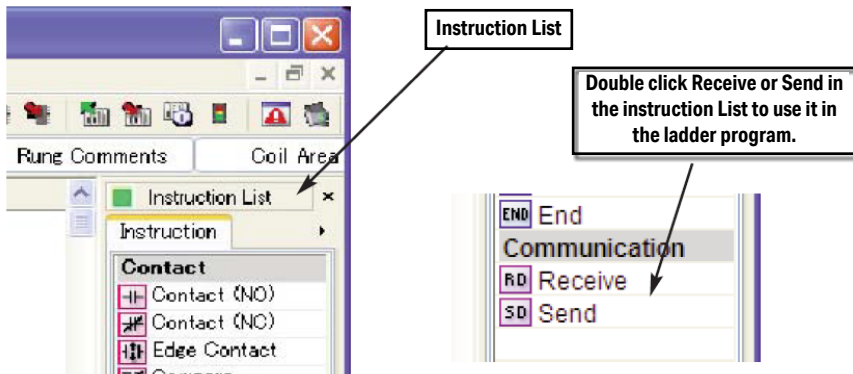 Instruction List
Double click Receive or Send in
the instruction List to use it in
the ladder program.
Rung Comments
Coil Area
Instruction List
Instruction
Contact
Contact (NO)
Contact (NC)
Edge Contact
END End
Communication
RD Receive
SD Send